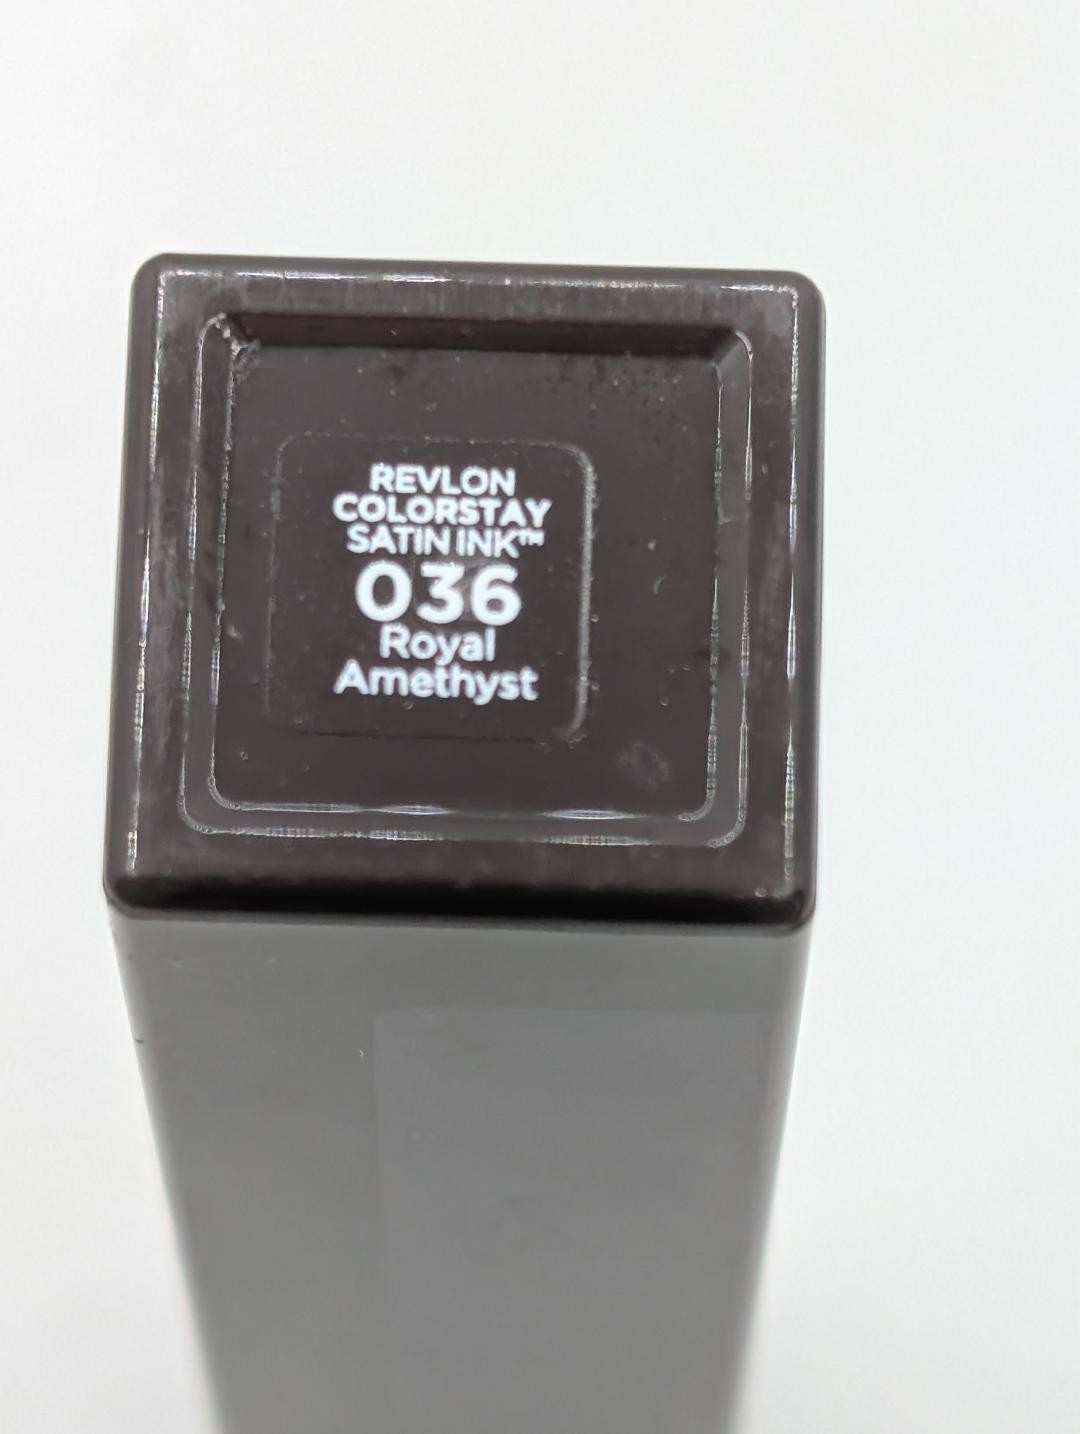 REVLON
COLORSTAY
SATIN INK™
036
Royal
Amethyst